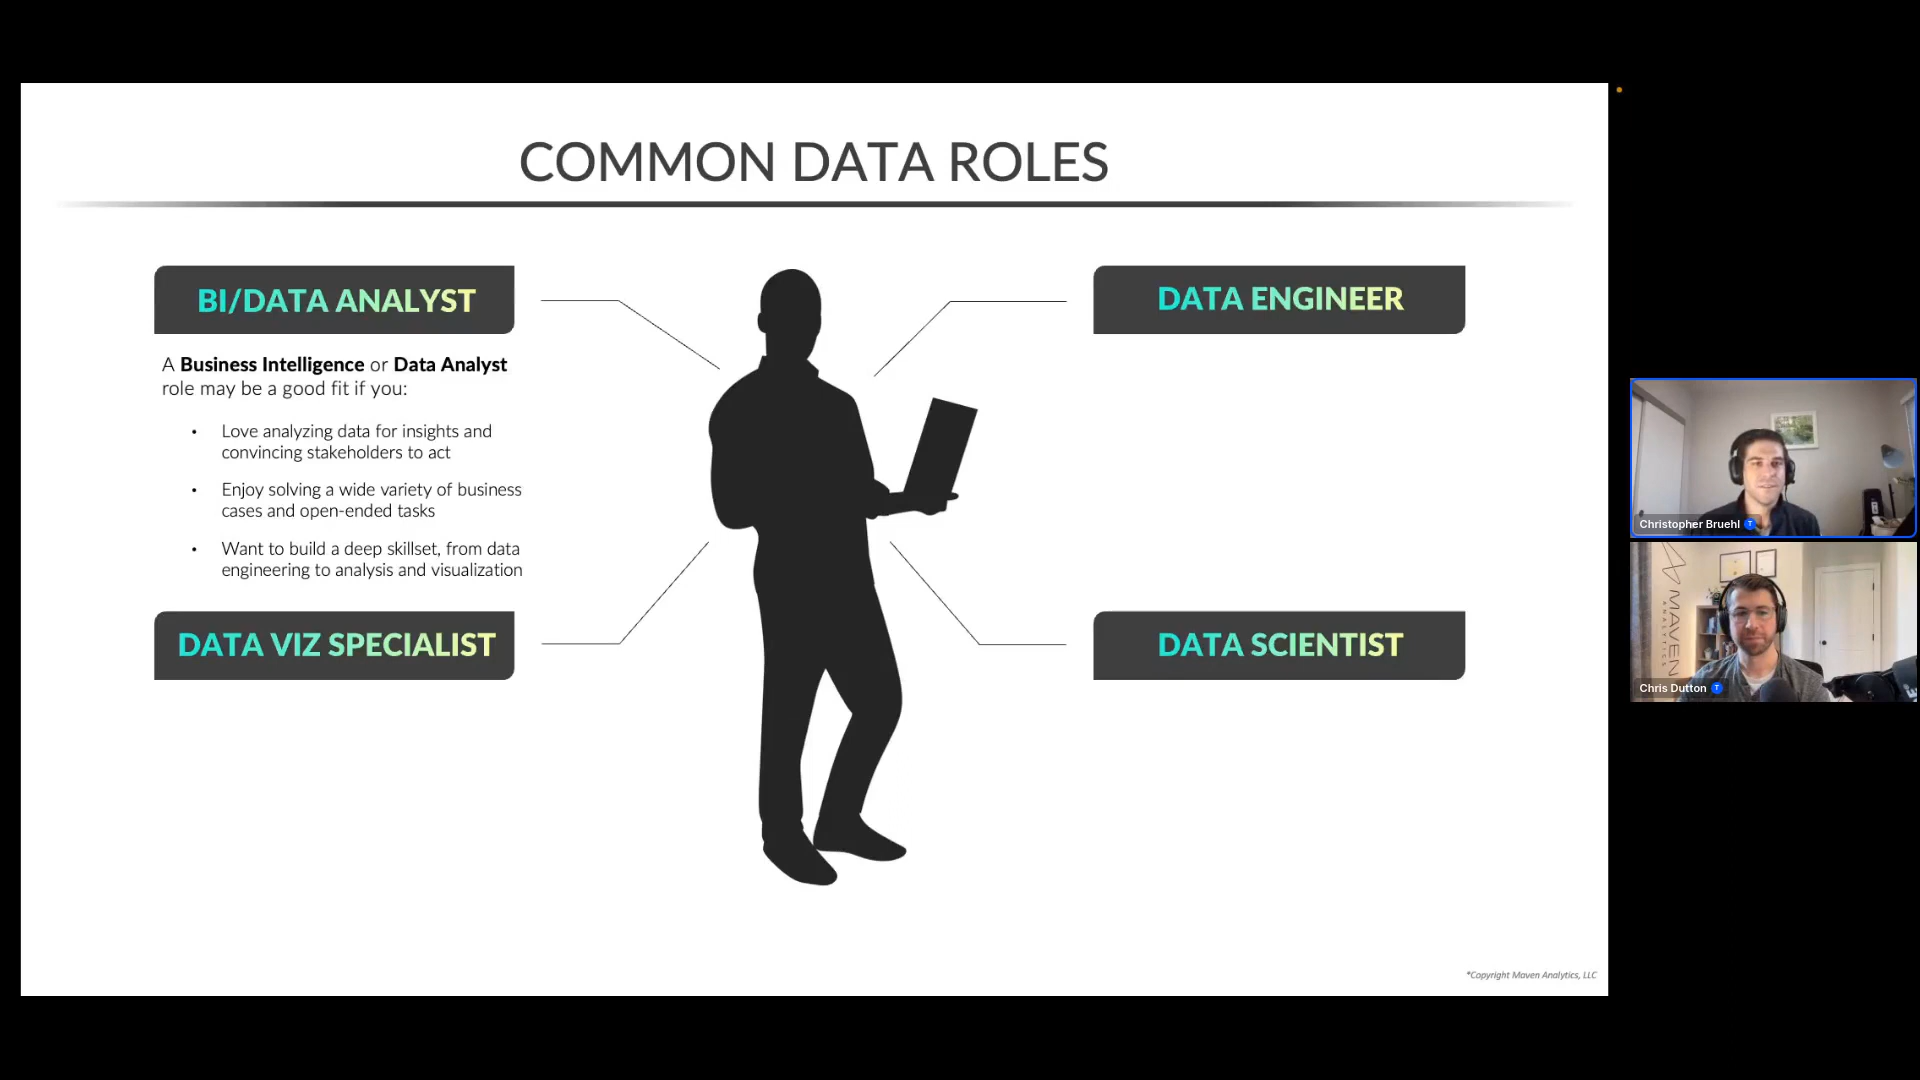 COMMON DATA ROLES
BI/DATA ANALYST
A Business Intelligence or Data Analyst
role may be a good fit if you:
• Love analyzing data for insights and
convincing stakeholders to act
• Enjoy solving a wide variety of business
cases and open-ended tasks
• Want to build a deep skillset, from data
engineering to analysis and visualization
DATA VIZ SPECIALIST
DATA ENGINEER
DATA SCIENTIST
*Copyright Maven Analytics, LLC
Christopher Bruehl T
MAVEN
ANALYTICS
Chris Dutton T